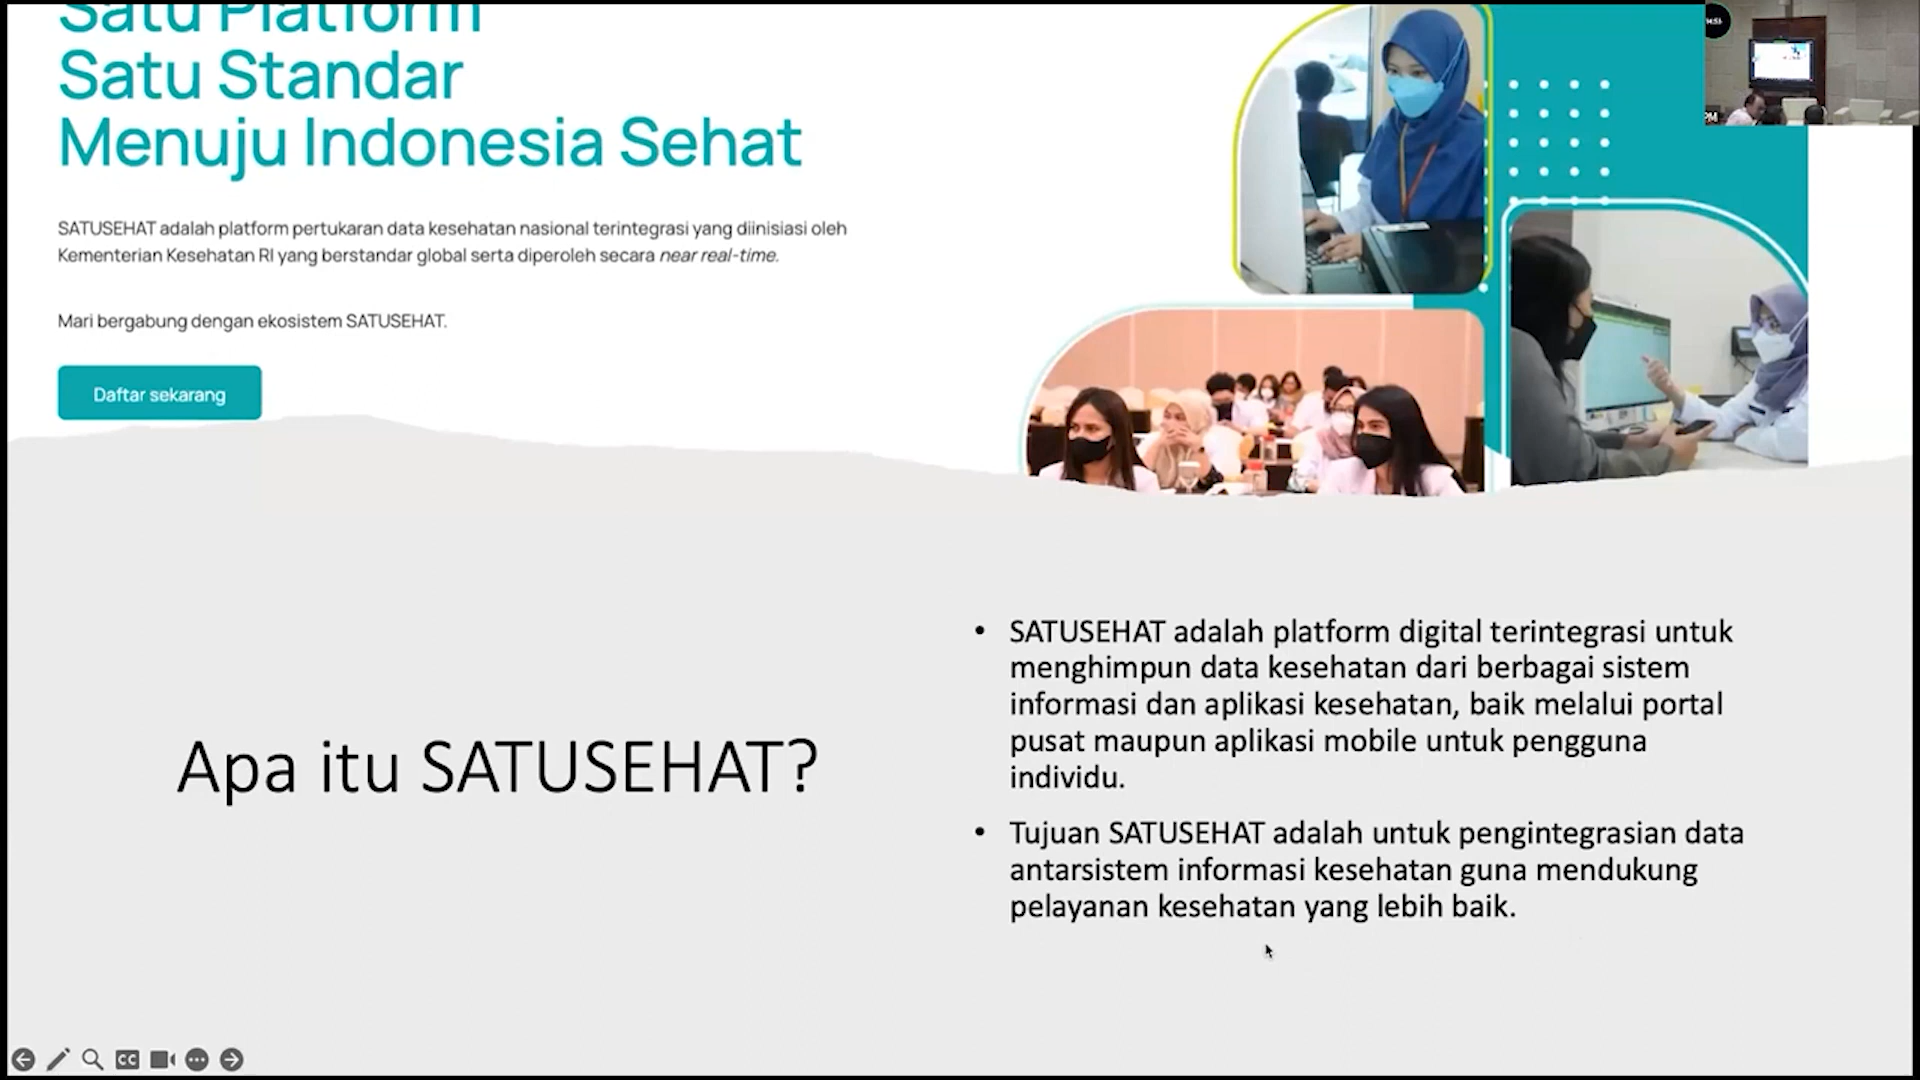 Satu Platform
Satu Standar
Menuju Indonesia Sehat
SATUSEHAT adalah platform pertukaran data kesehatan nasional terintegrasi yang diinisiasi oleh
Kementerian Kesehatan RI yang berstandar global serta diperoleh secara near real-time.
Mari bergabung dengan ekosistem SATUSEHAT.
Daftar sekarang
Apa itu SATUSEHAT?
• SATUSEHAT adalah platform digital terintegrasi untuk
menghimpun data kesehatan dari berbagai sistem
informasi dan aplikasi kesehatan, baik melalui portal
pusat maupun aplikasi mobile untuk pengguna
individu.
• Tujuan SATUSEHAT adalah untuk pengintegrasian data
antarsistem informasi kesehatan guna mendukung
pelayanan kesehatan yang lebih baik.
CC